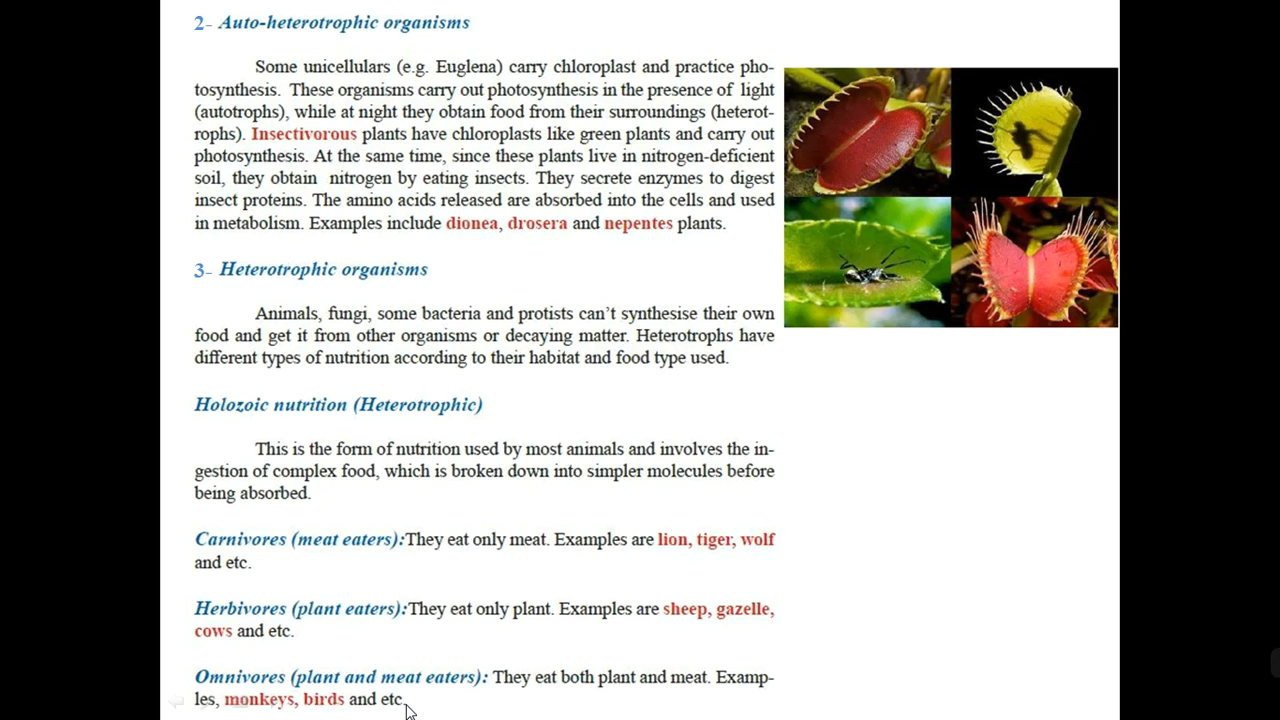 2- Auto-heterotrophic organisms
Some unicellulars (e.g. Euglena) carry chloroplast and practice pho-
tosynthesis. These organisms carry out photosynthesis in the presence of light
(autotrophs), while at night they obtain food from their surroundings (heterot-
rophs). Insectivorous plants have chloroplasts like green plants and carry out
photosynthesis. At the same time, since these plants live in nitrogen-deficient
soil, they obtain nitrogen by eating insects. They secrete enzymes to digest
insect proteins. The amino acids released are absorbed into the cells and used
in metabolism. Examples include dionea, drosera and nepentes plants.
3- Heterotrophic organisms
Animals, fungi, some bacteria and protists can't synthesise their own
food and get it from other organisms or decaying matter. Heterotrophs have
different types of nutrition according to their habitat and food type used.
Holozoic nutrition (Heterotrophic)
This is the form of nutrition used by most animals and involves the in-
gestion of complex food, which is broken down into simpler molecules before
being absorbed.
Carnivores (meat eaters):They eat only meat. Examples are lion, tiger, wolf
and etc.
Herbivores (plant eaters):They eat only plant. Examples are sheep, gazelle,
cows and etc.
Omnivores (plant and meat eaters): They eat both plant and meat. Examp-
les, monkeys, birds and etc.